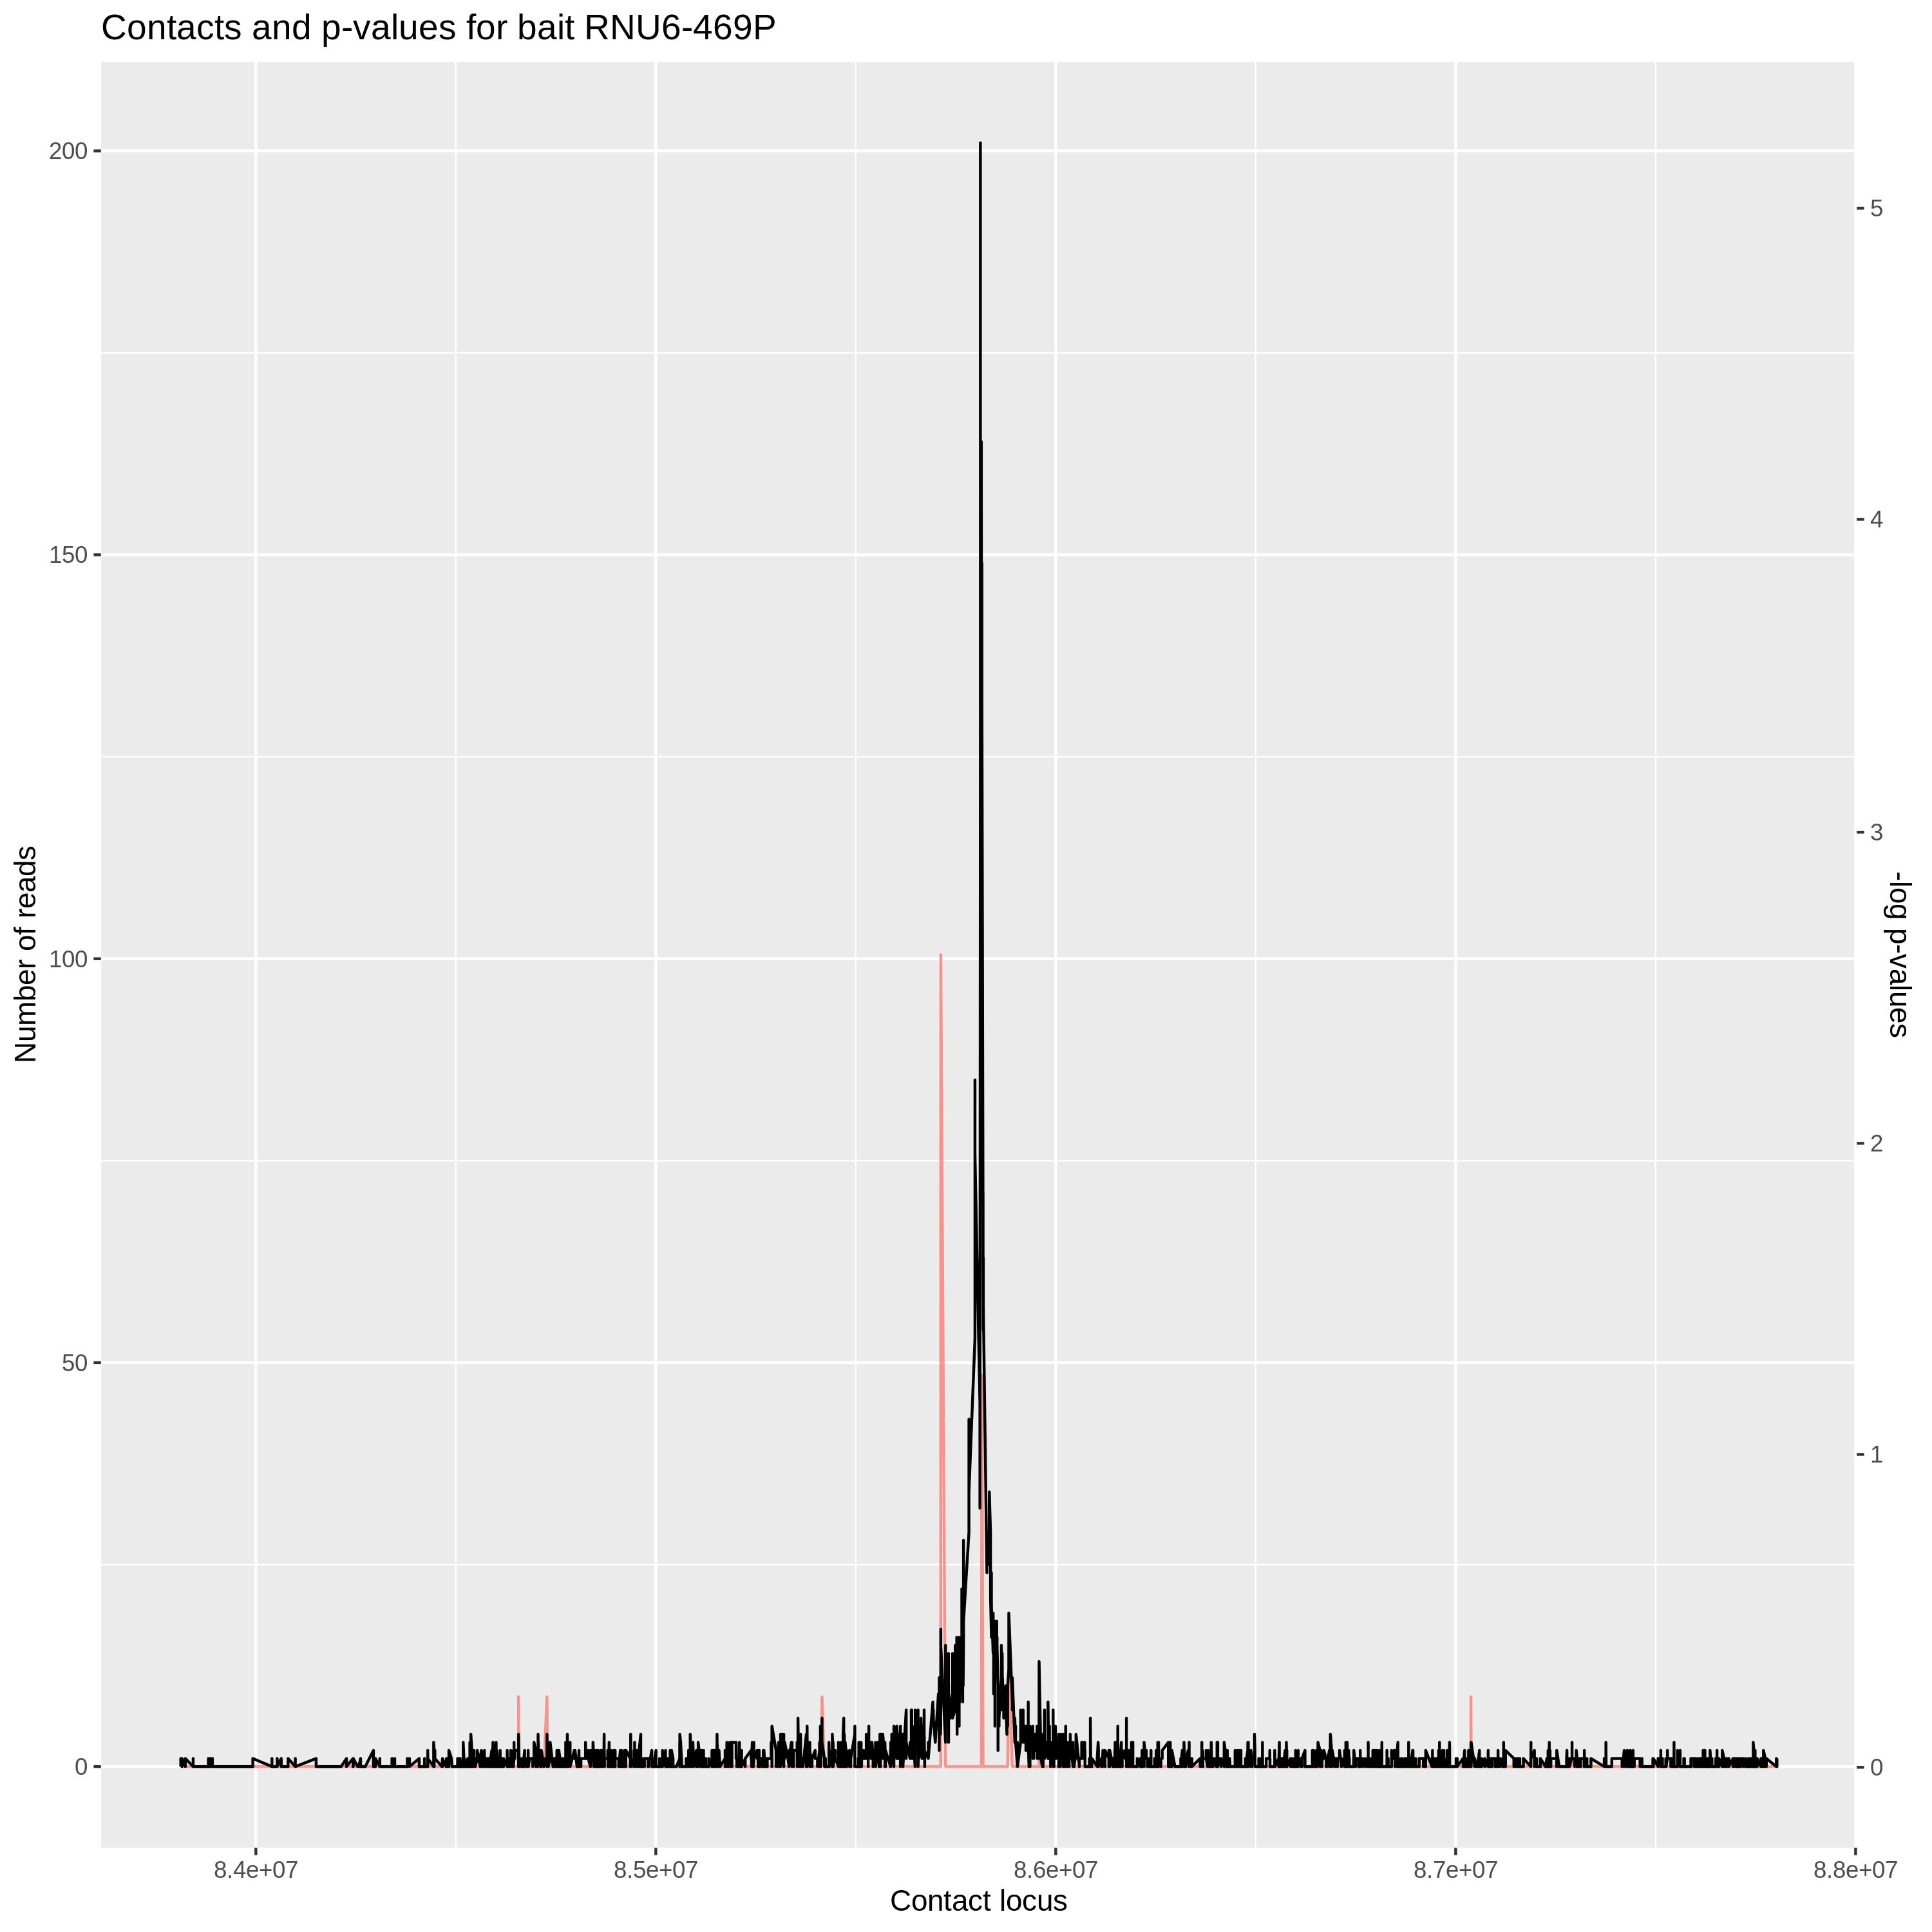 Contacts and p-values for bait RNU6-469P
200
150
100
50
0
Number of reads
5
4
3
2
1
0
-log p-values
8.4e+07
8.5e+07
8.6e+07
8.7e+07
8.8e+07
Contact locus